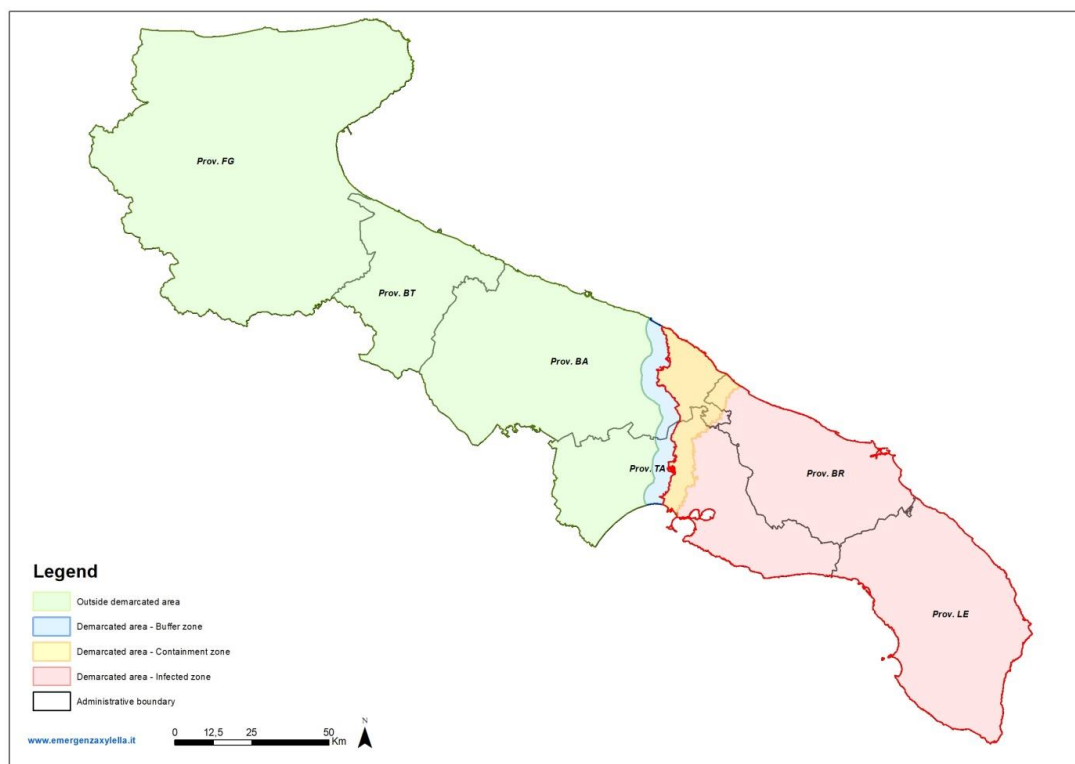 Prov. FG
Prov. BT
Prov. BA
Prov. TA
Prov. BR
Prov. LE
Legend
Outside demarcated area
Demarcated area - Buffer zone
Demarcated area - Containment zone
Demarcated area - Infected zone
Administrative boundary
www.emergenzaxylella.it
0 12,5 25 50
Km
N